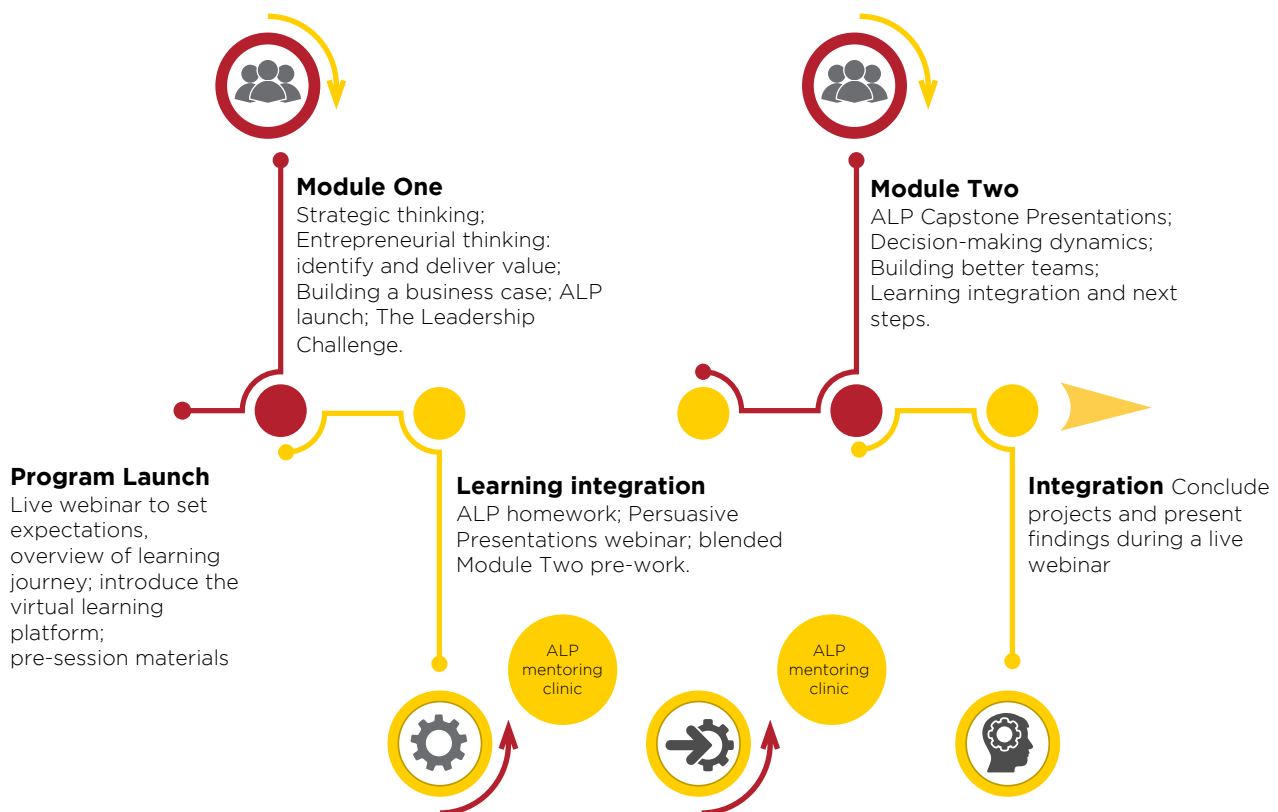 Module One
Strategic thinking;
Entrepreneurial thinking:
identify and deliver value;
Building a business case; ALP
launch; The Leadership
Challenge.
Module Two
ALP Capstone Presentations;
Decision-making dynamics;
Building better teams;
Learning integration and next
steps.
Program Launch
Live webinar to set
expectations,
overview of learning
journey; introduce the
virtual learning
platform;
pre-session materials
Learning integration
ALP homework; Persuasive
Presentations webinar; blended
Module Two pre-work.
Integration Conclude
projects and present
findings during a live
webinar
ALP
mentoring
clinic
ALP
mentoring
clinic